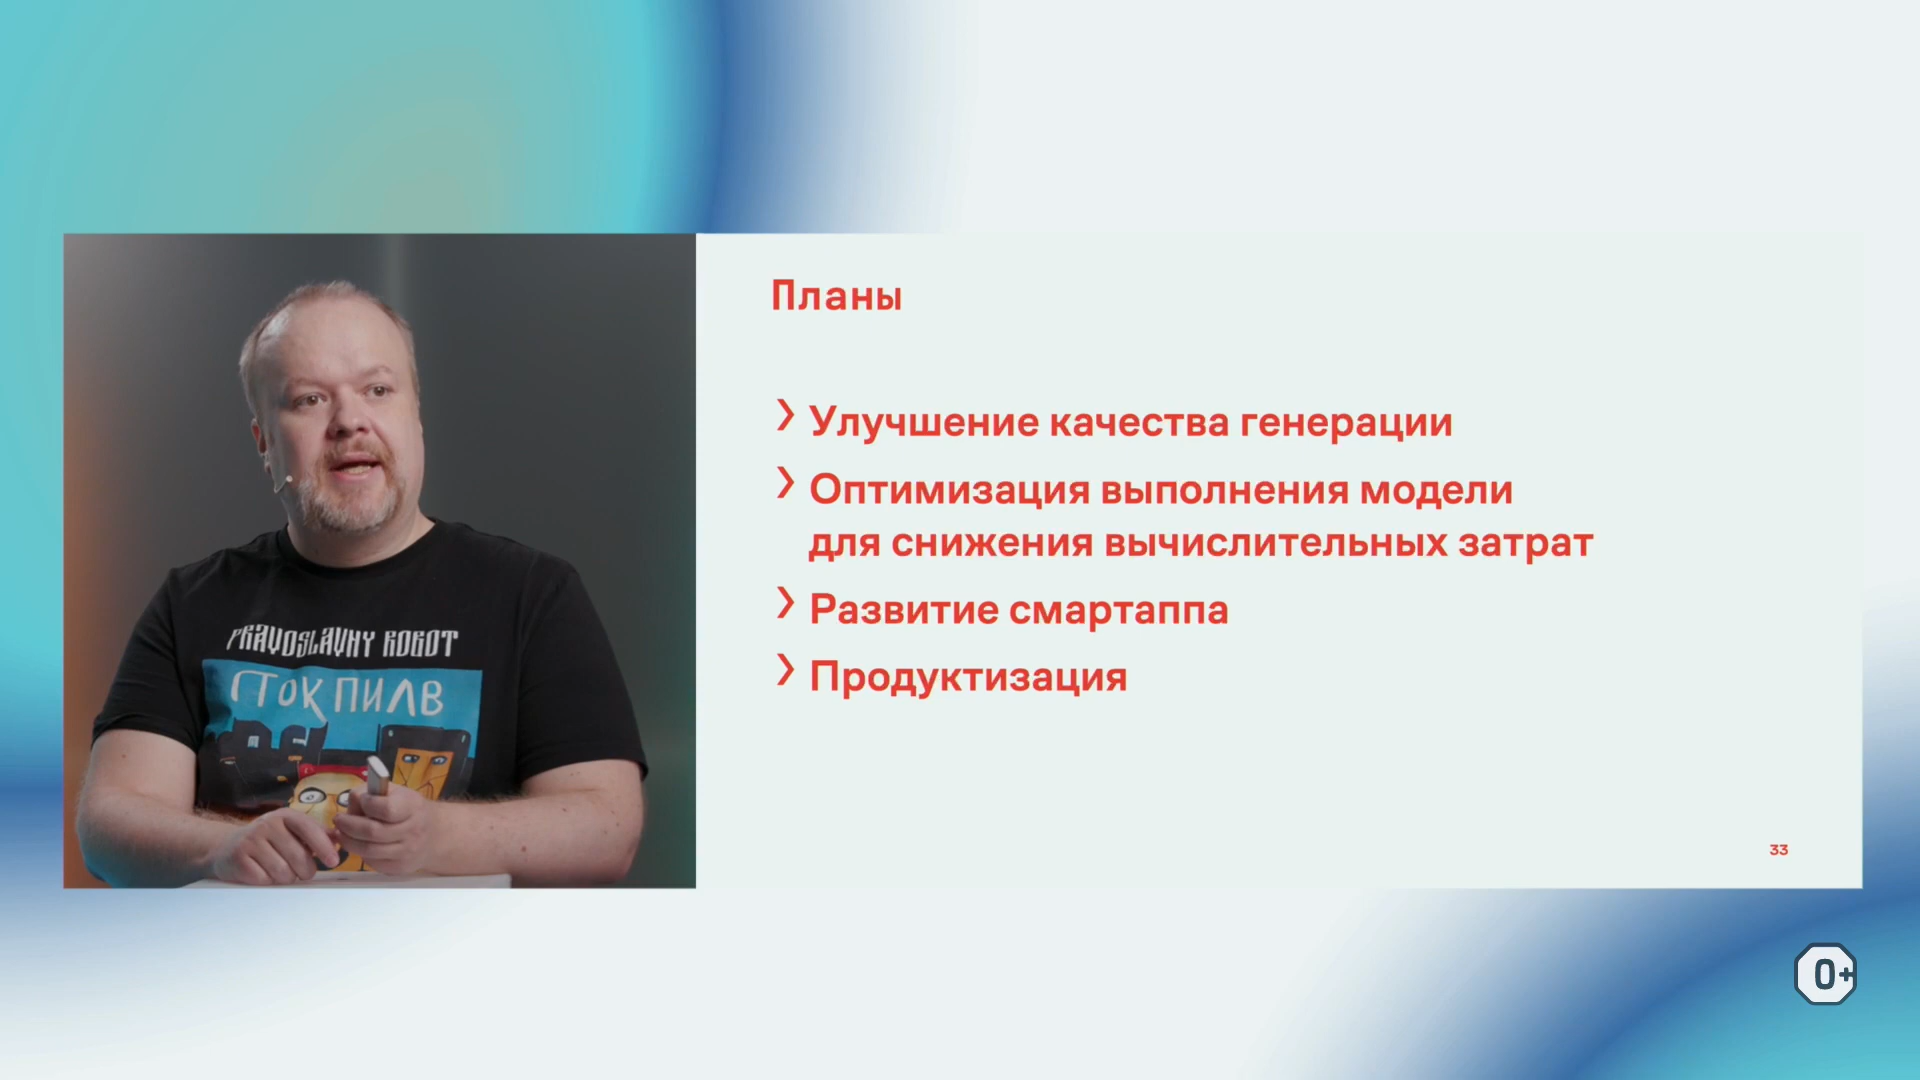 Планы
› Улучшение качества генерации
› Оптимизация выполнения модели
для снижения вычислительных затрат
› Развитие смартаппа
› Продуктизация
33
PRAVOSLAVNY ROBOT
ГТОК ПИЛВ
0+